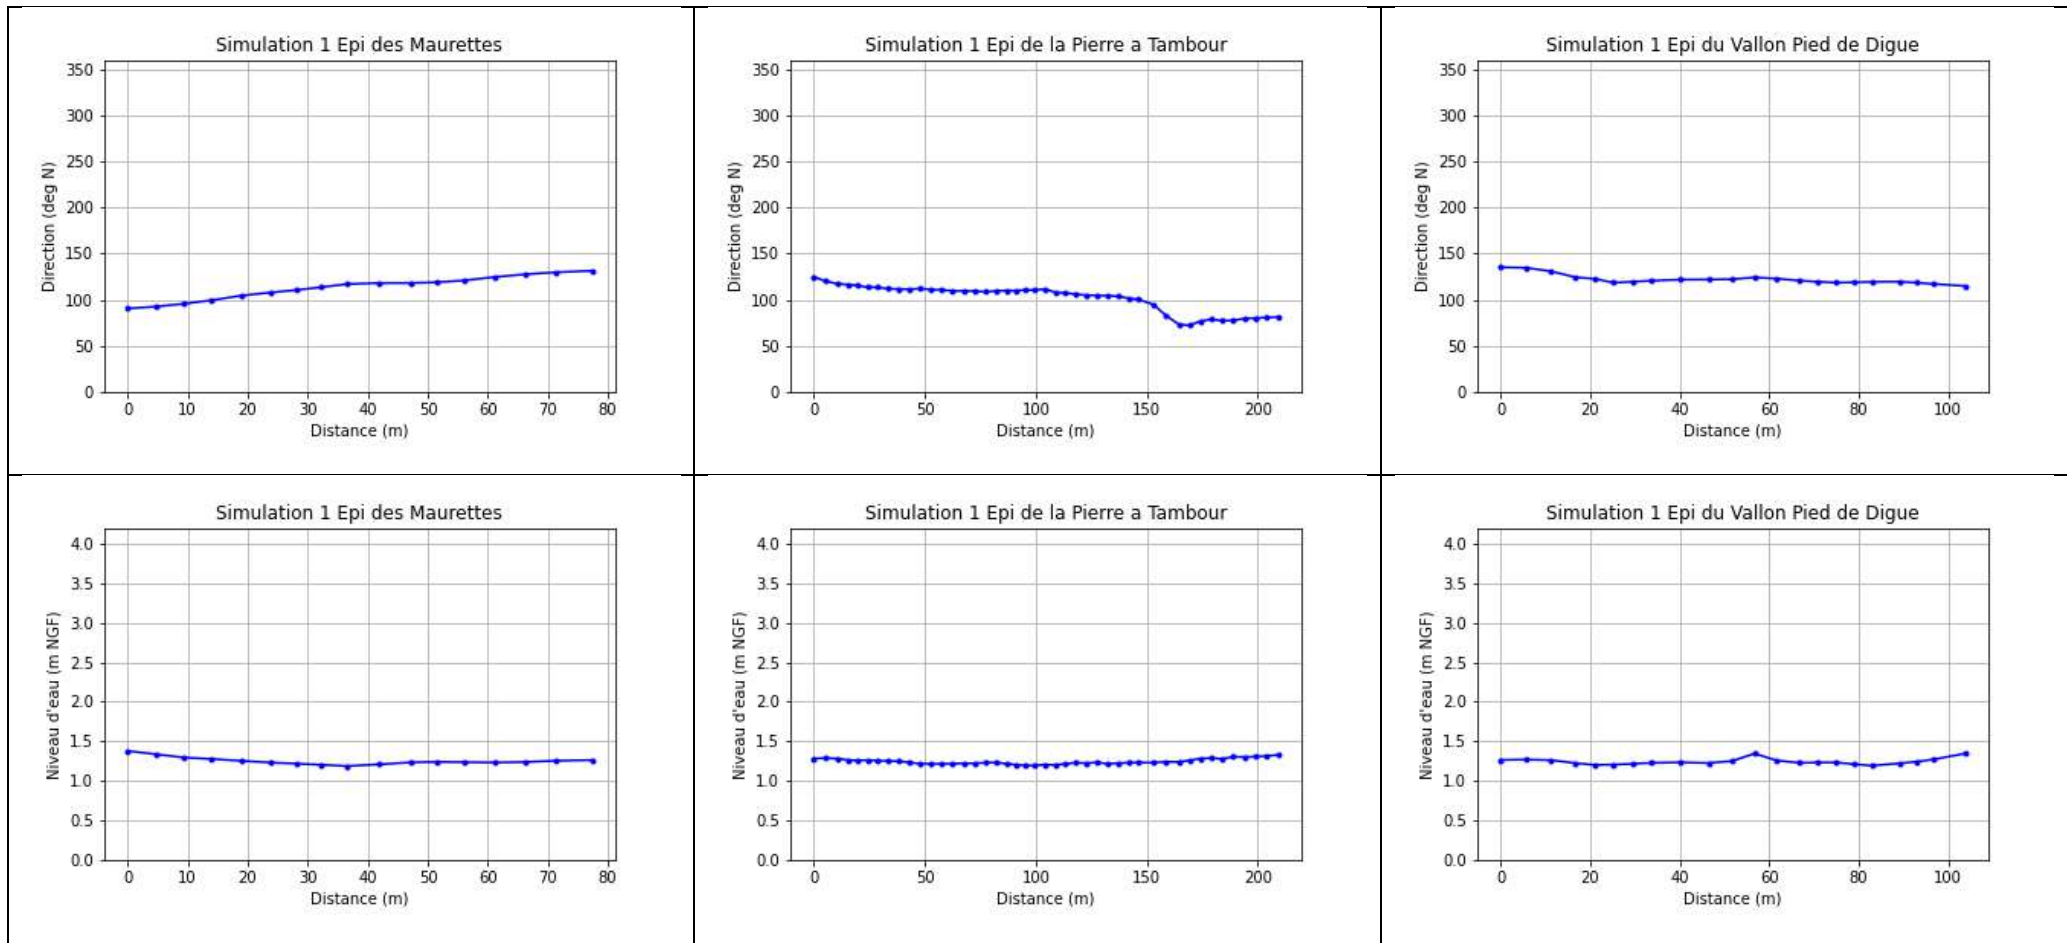 Simulation 1 Epi des Maurettes
350
300
250
200
150
100
50
0
Direction (deg N)
0 10 20 30 40 50 60 70 80
Distance (m)
Simulation 1 Epi de la Pierre a Tambour
350
300
250
200
150
100
50
0
Direction (deg N)
0 50 100 150 200
Distance (m)
Simulation 1 Epi du Vallon Pied de Digue
350
300
250
200
150
100
50
0
Direction (deg N)
0 20 40 60 80 100
Distance (m)
Simulation 1 Epi des Maurettes
4.0
3.5
3.0
2.5
2.0
1.5
1.0
0.5
0.0
Niveau d'eau (m NGF)
0 10 20 30 40 50 60 70 80
Distance (m)
Simulation 1 Epi de la Pierre a Tambour
4.0
3.5
3.0
2.5
2.0
1.5
1.0
0.5
0.0
Niveau d'eau (m NGF)
0 50 100 150 200
Distance (m)
Simulation 1 Epi du Vallon Pied de Digue
4.0
3.5
3.0
2.5
2.0
1.5
1.0
0.5
0.0
Niveau d'eau (m NGF)
0 20 40 60 80 100
Distance (m)